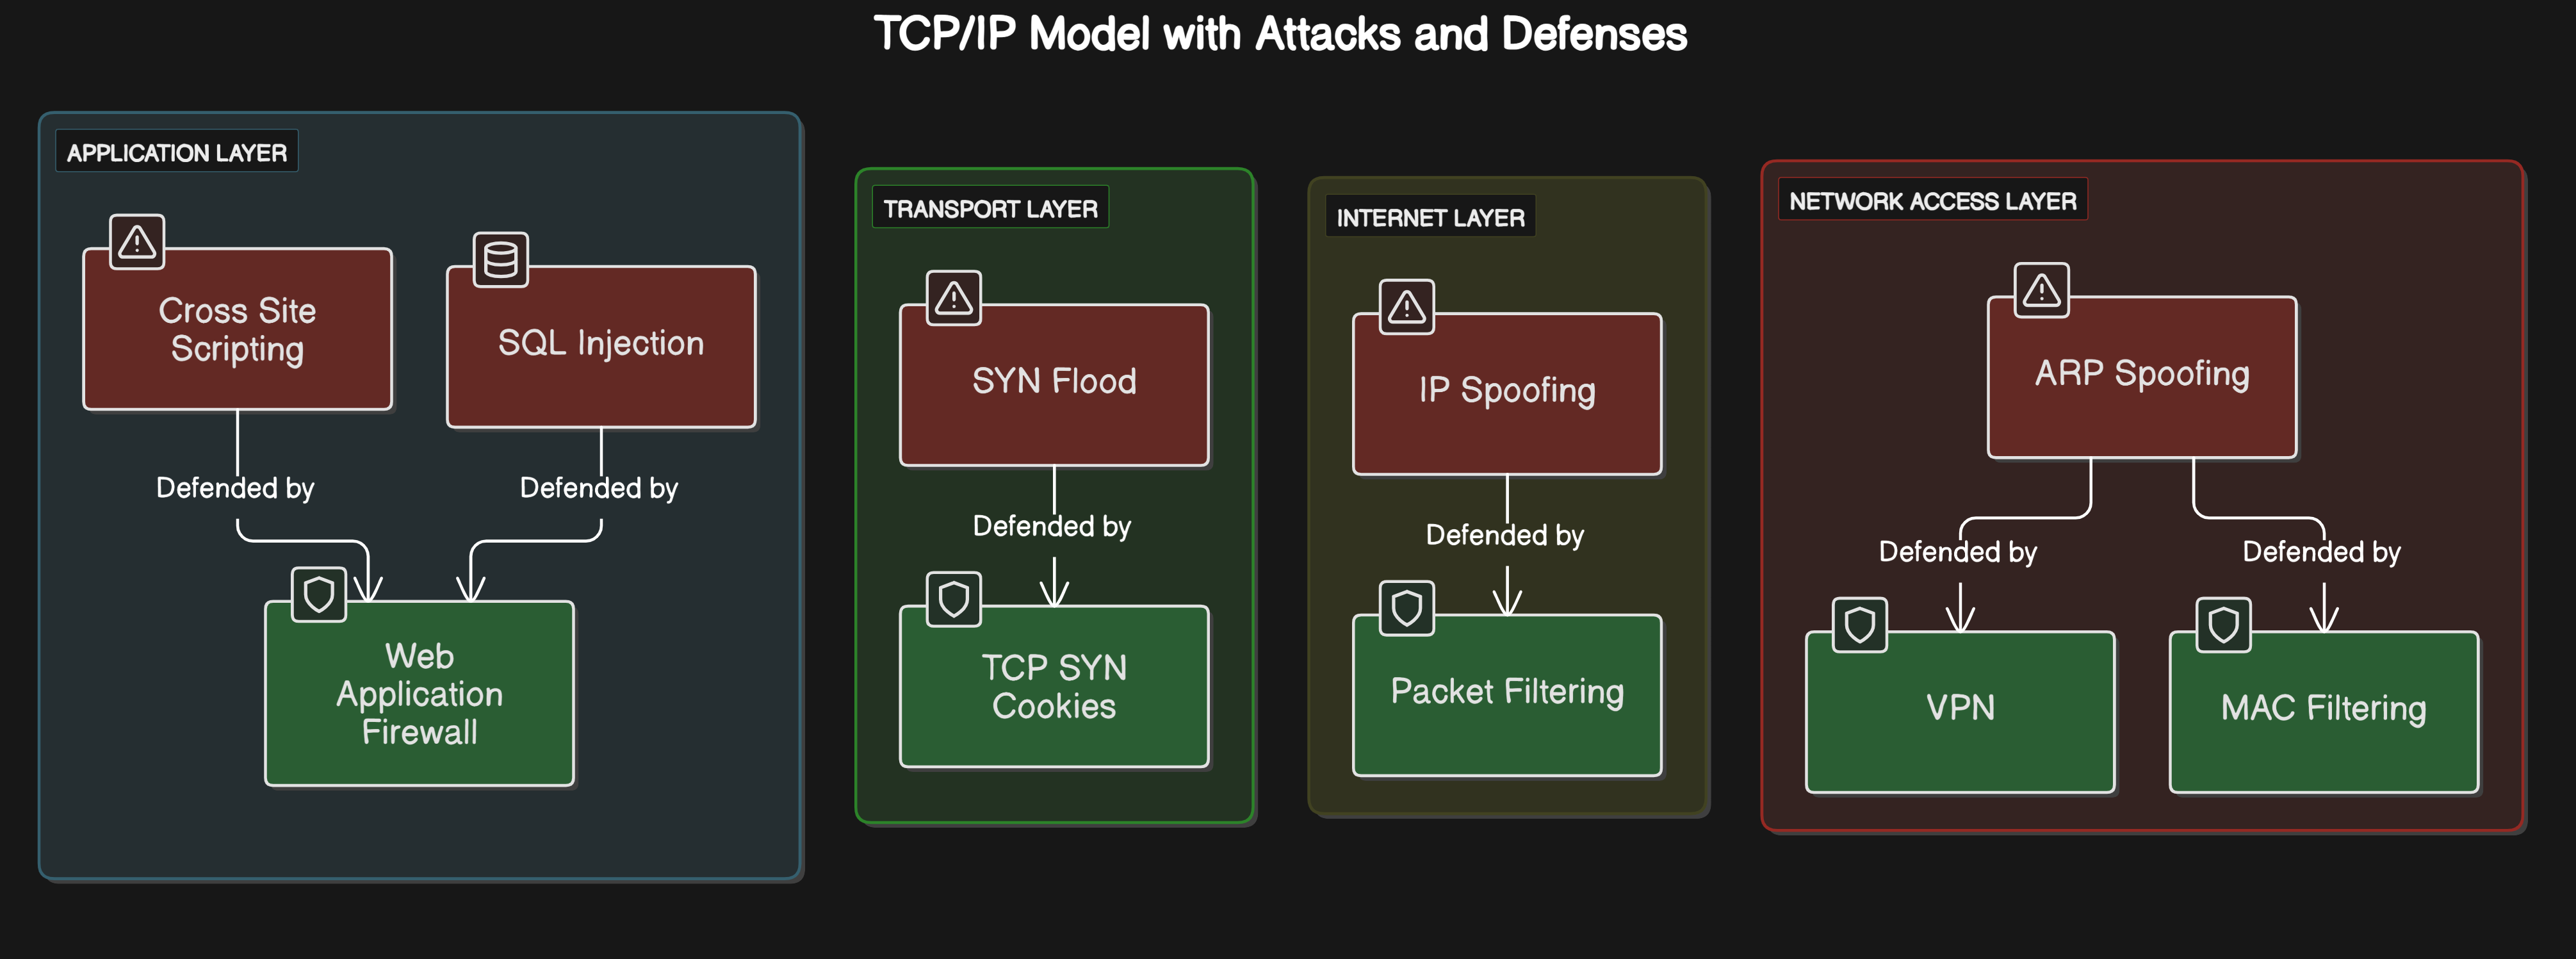 TCP/IP Model with Attacks and Defenses
APPLICATION LAYER
Cross Site
Scripting
SQL Injection
Defended by
Defended by
Web
Application
Firewall
TRANSPORT LAYER
SYN Flood
Defended by
TCP SYN
Cookies
INTERNET LAYER
IP Spoofing
Defended by
Packet Filtering
NETWORK ACCESS LAYER
ARP Spoofing
Defended by
Defended by
VPN
MAC Filtering